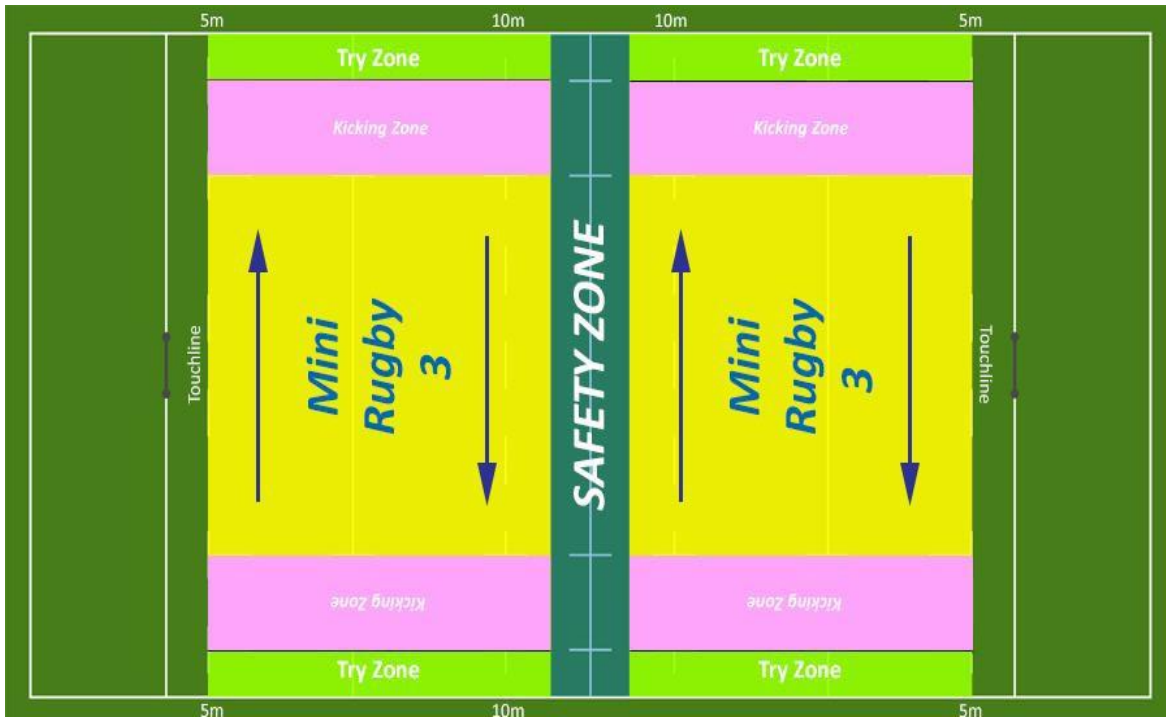 5m 10m 10m 5m
Try Zone Try Zone
Kicking Zone Kicking Zone
Touchline
Mini
Rugby
3
SAFETY ZONE
Mini
Rugby
3
Touchline
Kicking Zone Kicking Zone
Try Zone Try Zone
5m 10m 5m